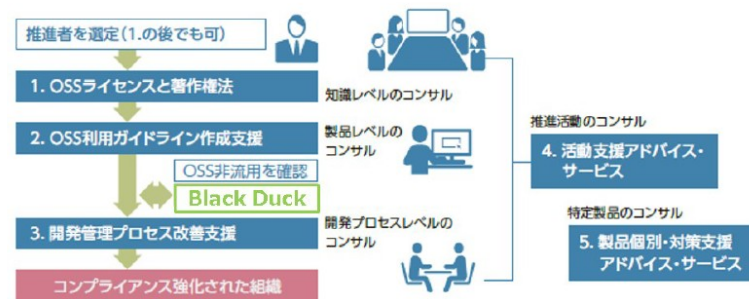 推進者を選定(1.の後でも可)
1. OSSライセンスと著作権法
知識レベルのコンサル
2. OSS利用ガイドライン作成支援
製品レベルの
コンサル
OSS非流用を確認
Black Duck
3. 開発管理プロセス改善支援
開発プロセスレベルの
コンサル
コンプライアンス強化された組織
推進活動のコンサル
4. 活動支援アドバイス・
サービス
特定製品のコンサル
5. 製品個別・対策支援
アドバイス・サービス